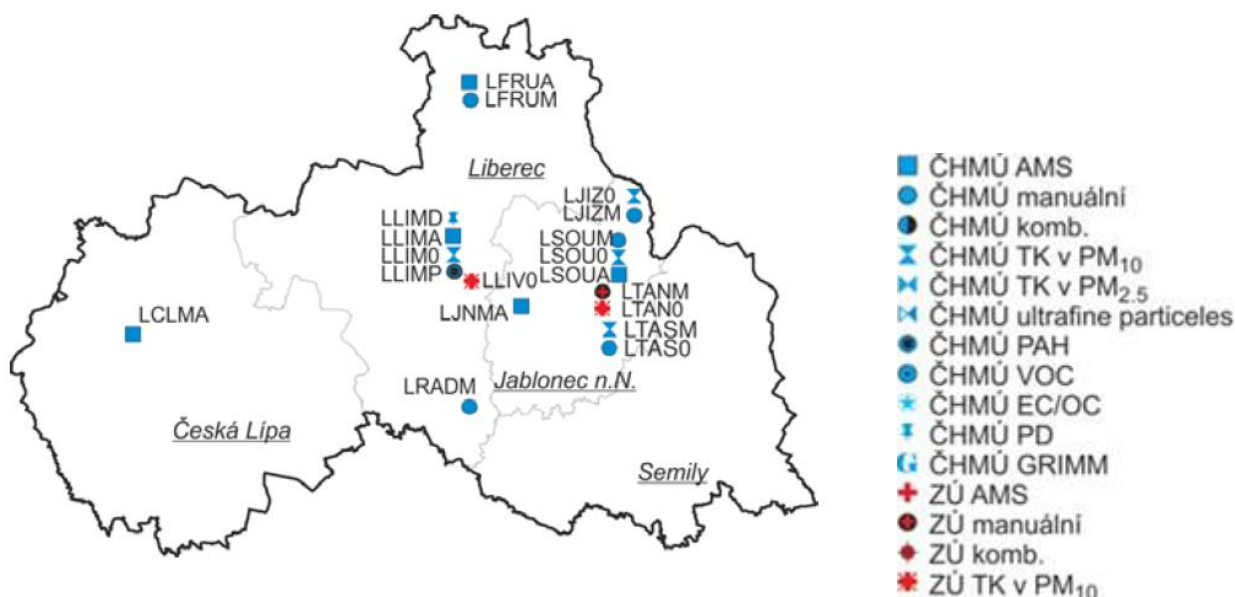 LFRUA
LFRUM
Liberec
LJIZ0
LJIZM
LLIMD
LLIMA
LLIM0
LLIMP
LLIV0
LSOUM
LSOU0
LSOUA
LTANM
LTAN0
LJNMA
LTASM
LTAS0
LCLMA
Jablonec n.N.
LRADM
Česká Lípa
Semily
ČHMÚ AMS
ČHMÚ manuální
ČHMÚ komb.
ČHMÚ TK v PM10
ČHMÚ TK v PM2.5
ČHMÚ ultrafine particeles
ČHMÚ PAH
ČHMÚ VOC
ČHMÚ EC/OC
ČHMÚ PD
ČHMÚ GRIMM
ZÚ AMS
ZÚ manuální
ZÚ komb.
ZÚ TK v PM10